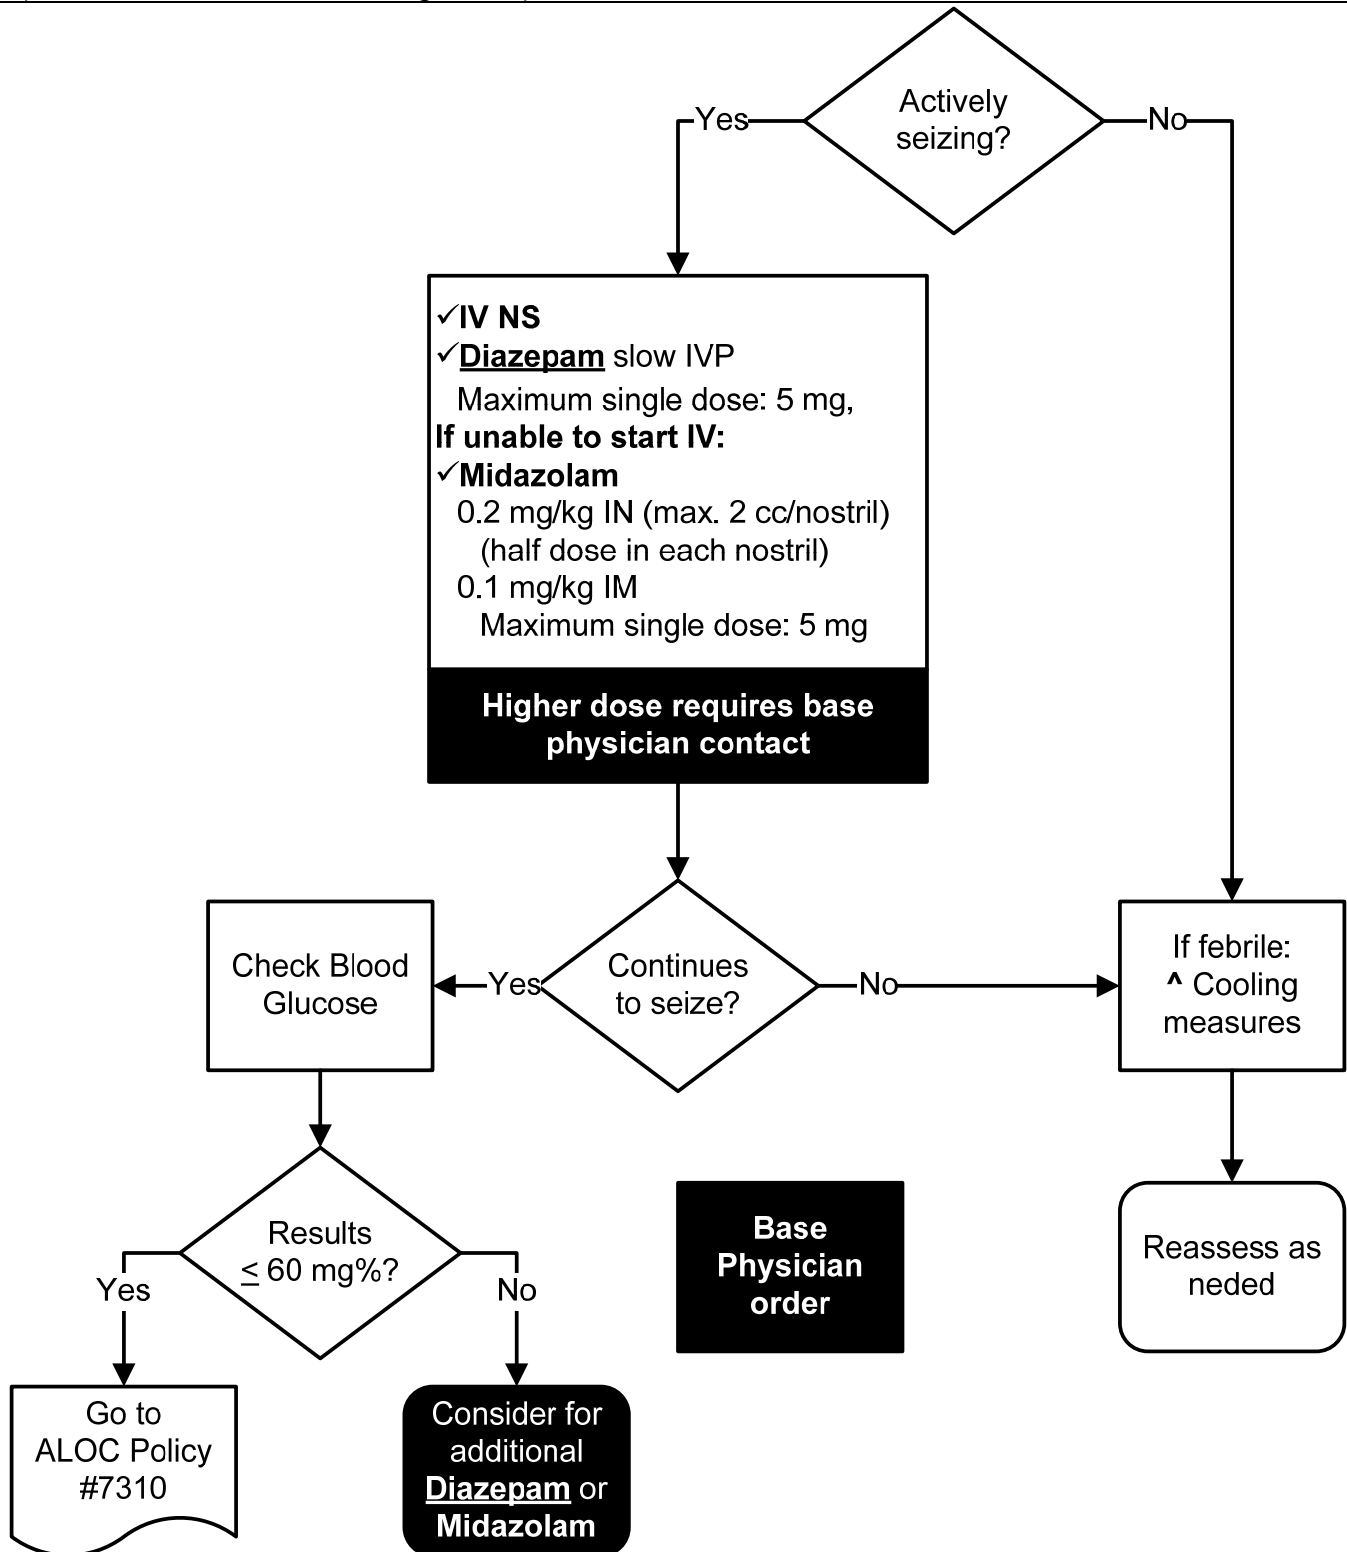 Actively
seizing?
Yes
No
✓IV NS
✓Diazepam slow IVP
Maximum single dose: 5 mg,
If unable to start IV:
✓Midazolam
0.2 mg/kg IN (max. 2 cc/nostril)
(half dose in each nostril)
0.1 mg/kg IM
Maximum single dose: 5 mg
Higher dose requires base
physician contact
Continues
to seize?
Yes
No
Check Blood
Glucose
If febrile:
^ Cooling
measures
Results
≤ 60 mg%?
Yes
No
Base
Physician
order
Reassess as
neded
Go to
ALOC Policy
#7310
Consider for
additional
Diazepam or
Midazolam